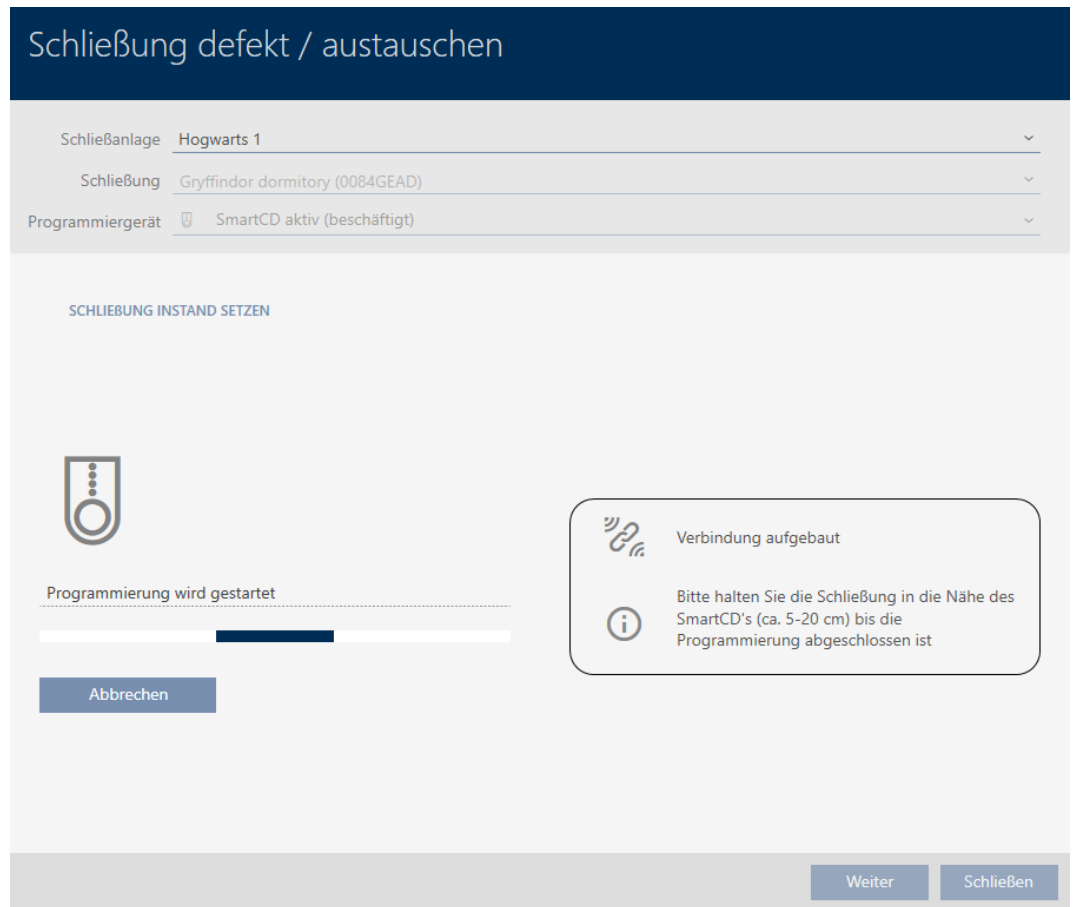 Schließung defekt / austauschen
Schließanlage Hogwarts 1
Schließung Gryffindor dormitory (0084GEAD)
Programmiergerät SmartCD aktiv (beschäftigt)
SCHLIEßUNG INSTAND SETZEN
Verbindung aufgebaut
Programmierung wird gestartet
Bitte halten Sie die Schließung in die Nähe des
SmartCD's (ca. 5-20 cm) bis die
Programmierung abgeschlossen ist
Abbrechen
Weiter Schließen